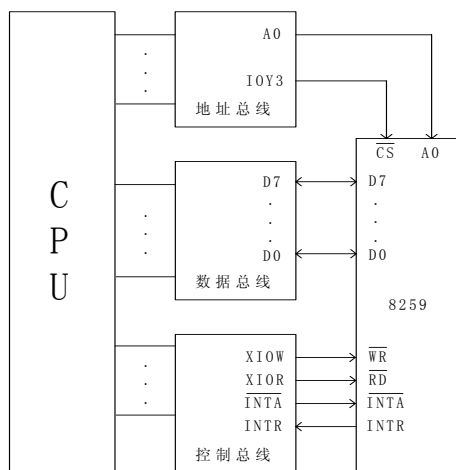 CPU
A0
IOY3
地址总线
D7
.
.
.
D0
数据总线
XIOW
XIOR
INTA
INTR
控制总线
CS A0
D7
.
.
.
D0
8259
WR
RD
INTA
INTR